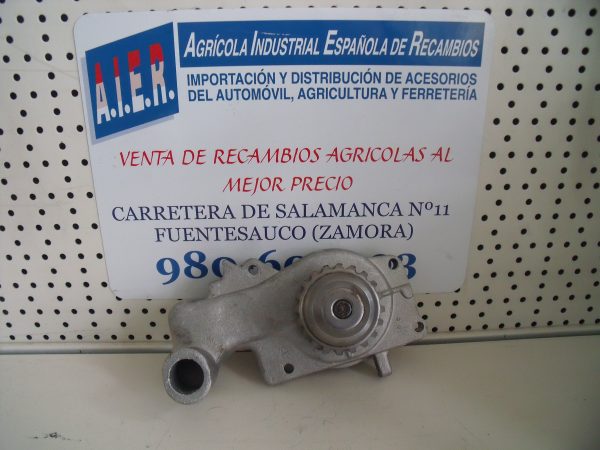 A.I.E.R.
AGRÍCOLA INDUSTRIAL ESPAÑOLA DE RECAMBIOS
IMPORTACIÓN Y DISTRIBUCIÓN DE ACESORIOS
DEL AUTOMÓVIL, AGRICULTURA Y FERRETERÍA
VENTA DE RECAMBIOS AGRICOLAS AL
MEJOR PRECIO
CARRETERA DE SALAMANCA Nº11
FUENTESAUCO (ZAMORA)
980